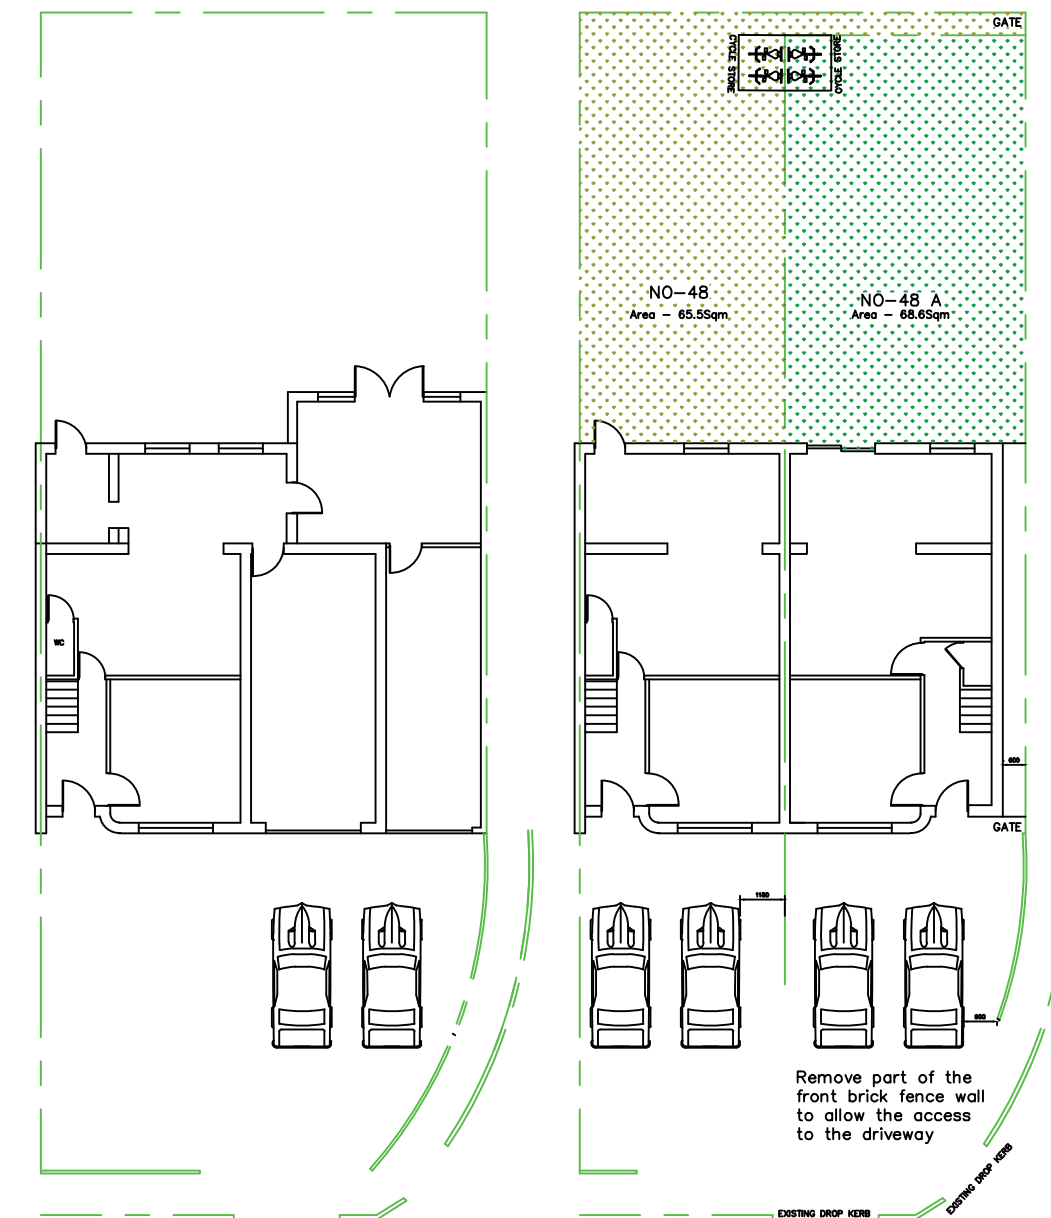 GATE
CYCLE STORE
CYCLE STORE
NO-48
Area - 65.5Sqm
NO-48 A
Area - 68.6Sqm
WC
600
GATE
1180
600
Remove part of the
front brick fence wall
to allow the access
to the driveway
EXISTING DROP KERB
EXISTING DROP KERB